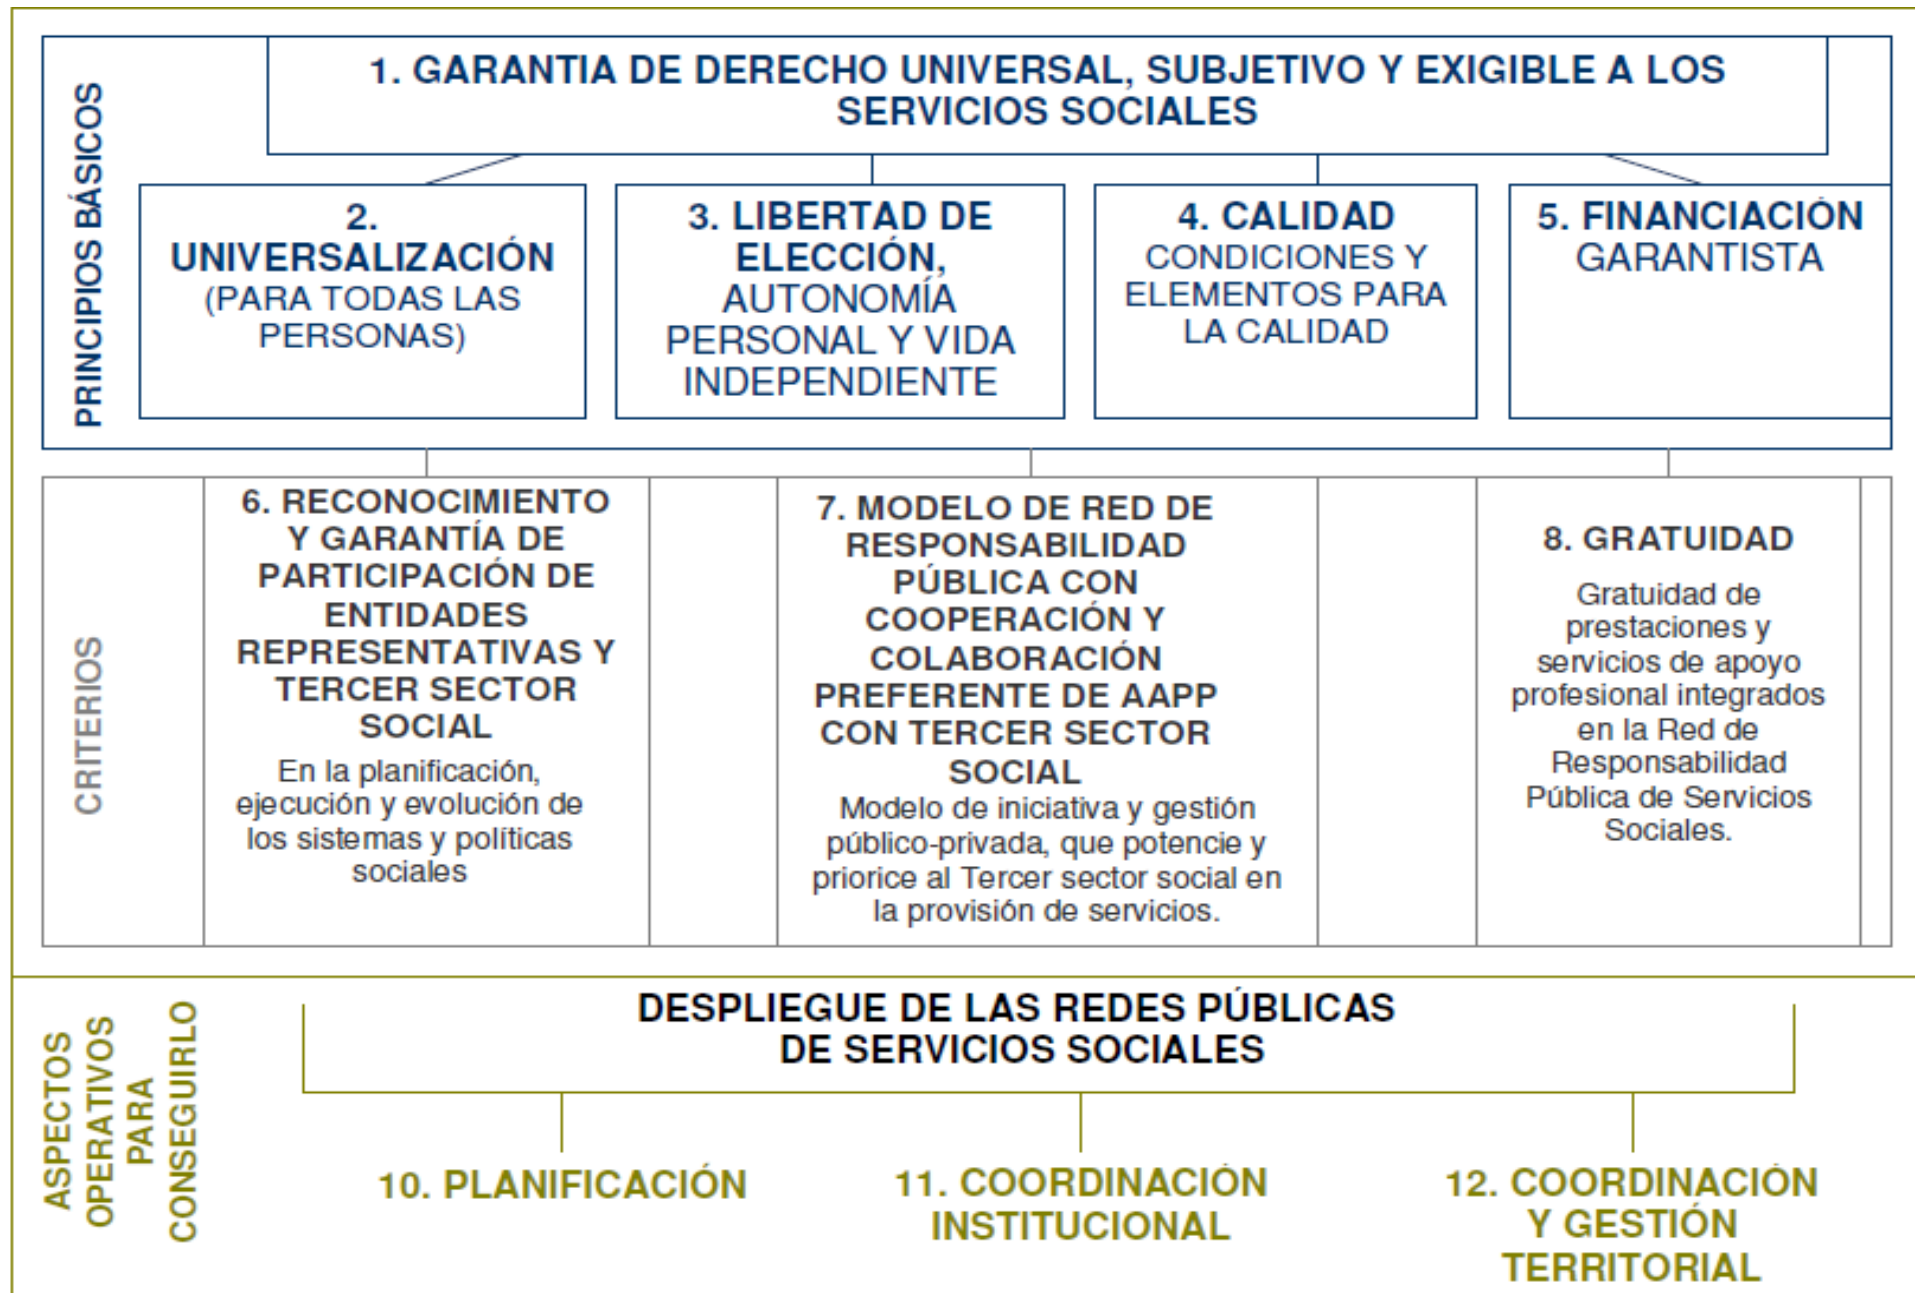 PRINCIPIOS BÁSICOS
1. GARANTIA DE DERECHO UNIVERSAL, SUBJETIVO Y EXIGIBLE A LOS
SERVICIOS SOCIALES
2.
UNIVERSALIZACIÓN
(PARA TODAS LAS
PERSONAS)
3. LIBERTAD DE
ELECCIÓN,
AUTONOMÍA
PERSONAL Y VIDA
INDEPENDIENTE
4. CALIDAD
CONDICIONES Y
ELEMENTOS PARA
LA CALIDAD
5. FINANCIACIÓN
GARANTISTA
CRITERIOS
6. RECONOCIMIENTO
Y GARANTÍA DE
PARTICIPACIÓN DE
ENTIDADES
REPRESENTATIVAS Y
TERCER SECTOR
SOCIAL
En la planificación,
ejecución y evolución de
los sistemas y políticas
sociales
7. MODELO DE RED DE
RESPONSABILIDAD
PÚBLICA CON
COOPERACIÓN Y
COLABORACIÓN
PREFERENTE DE AAPP
CON TERCER SECTOR
SOCIAL
Modelo de iniciativa y gestión
público-privada, que potencie y
priorice al Tercer sector social en
la provisión de servicios.
8. GRATUIDAD
Gratuidad de
prestaciones y
servicios de apoyo
profesional integrados
en la Red de
Responsabilidad
Pública de Servicios
Sociales.
ASPECTOS
OPERATIVOS
PARA
CONSEGUIRLO
DESPLIEGUE DE LAS REDES PÚBLICAS
DE SERVICIOS SOCIALES
10. PLANIFICACIÓN
11. COORDINACIÓN
INSTITUCIONAL
12. COORDINACIÓN
Y GESTIÓN
TERRITORIAL